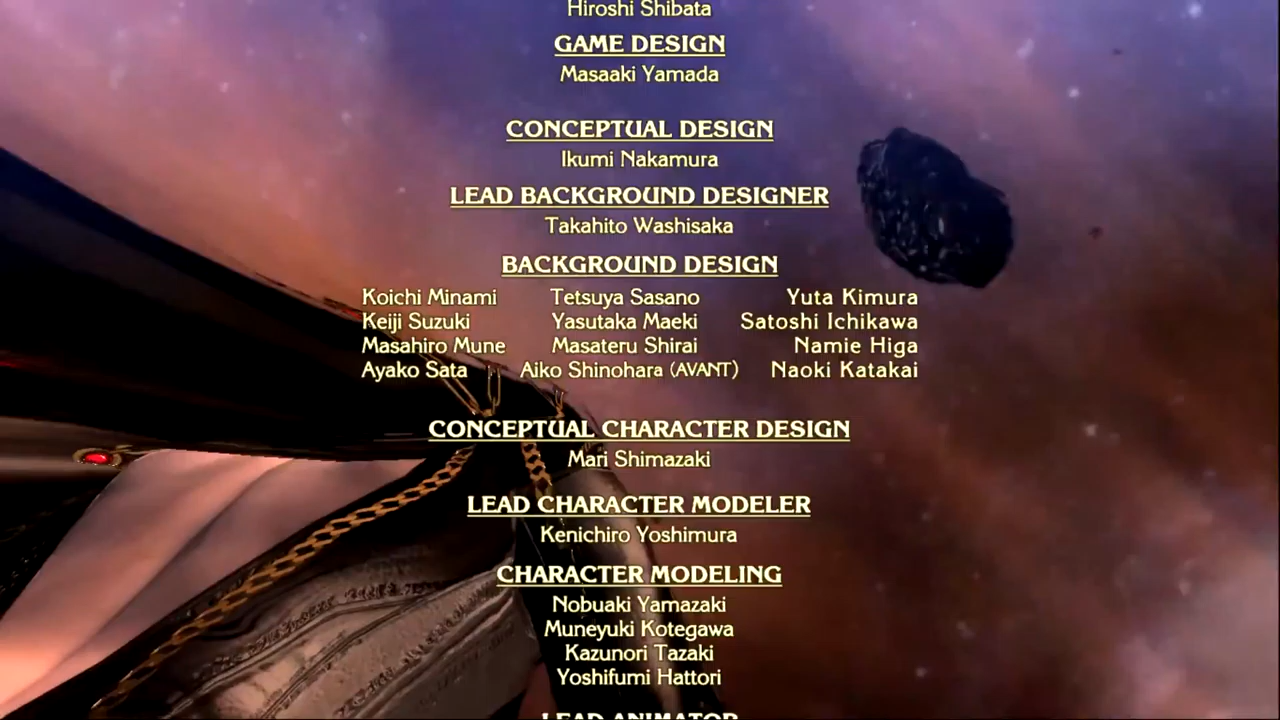 Hiroshi Shibata
GAME DESIGN
Masaaki Yamada
CONCEPTUAL DESIGN
Ikumi Nakamura
LEAD BACKGROUND DESIGNER
Takahito Washisaka
BACKGROUND DESIGN
Koichi Minami Tetsuya Sasano Yuta Kimura
Keiji Suzuki Yasutaka Maeki Satoshi Ichikawa
Masahiro Mune Masateru Shirai Namie Higa
Ayako Sata Aiko Shinohara (AVANT) Naoki Katakai
CONCEPTUAL CHARACTER DESIGN
Mari Shimazaki
LEAD CHARACTER MODELER
Kenichiro Yoshimura
CHARACTER MODELING
Nobuaki Yamazaki
Muneyuki Kotegawa
Kazunori Tazaki
Yoshifumi Hattori
LEAD ANIMATOR